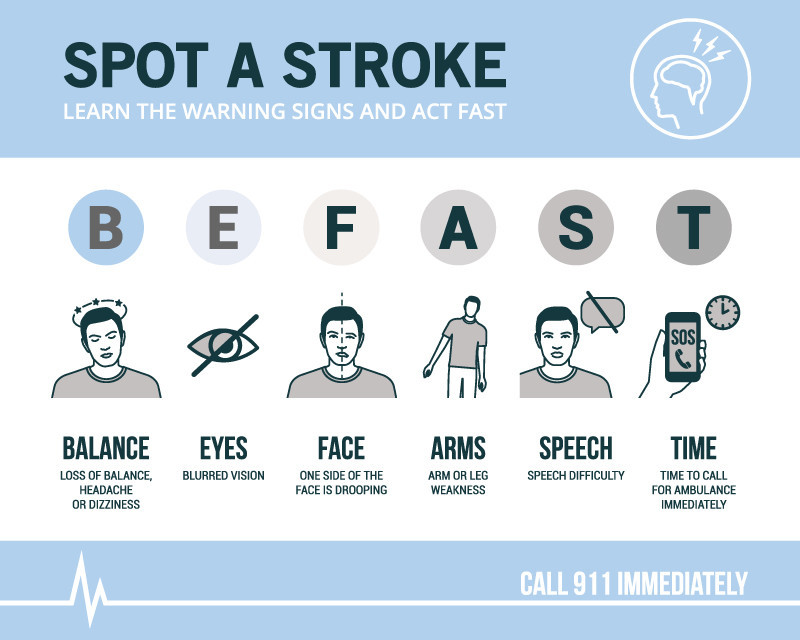 SPOT A STROKE
LEARN THE WARNING SIGNS AND ACT FAST
B E F A S T
SOS
BALANCE
LOSS OF BALANCE,
HEADACHE
OR DIZZINESS
EYES
BLURRED VISION
FACE
ONE SIDE OF THE
FACE IS DROOPING
ARMS
ARM OR LEG
WEAKNESS
SPEECH
SPEECH DIFFICULTY
TIME
TIME TO CALL
FOR AMBULANCE
IMMEDIATELY
CALL 911 IMMEDIATELY